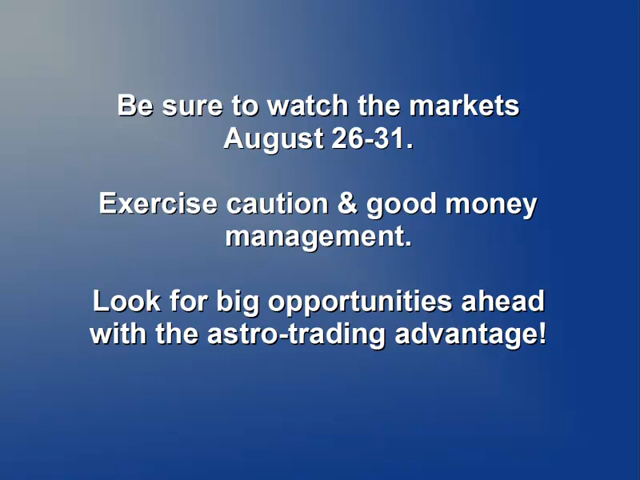 Be sure to watch the markets
August 26-31.
Exercise caution & good money
management.
Look for big opportunities ahead
with the astro-trading advantage!